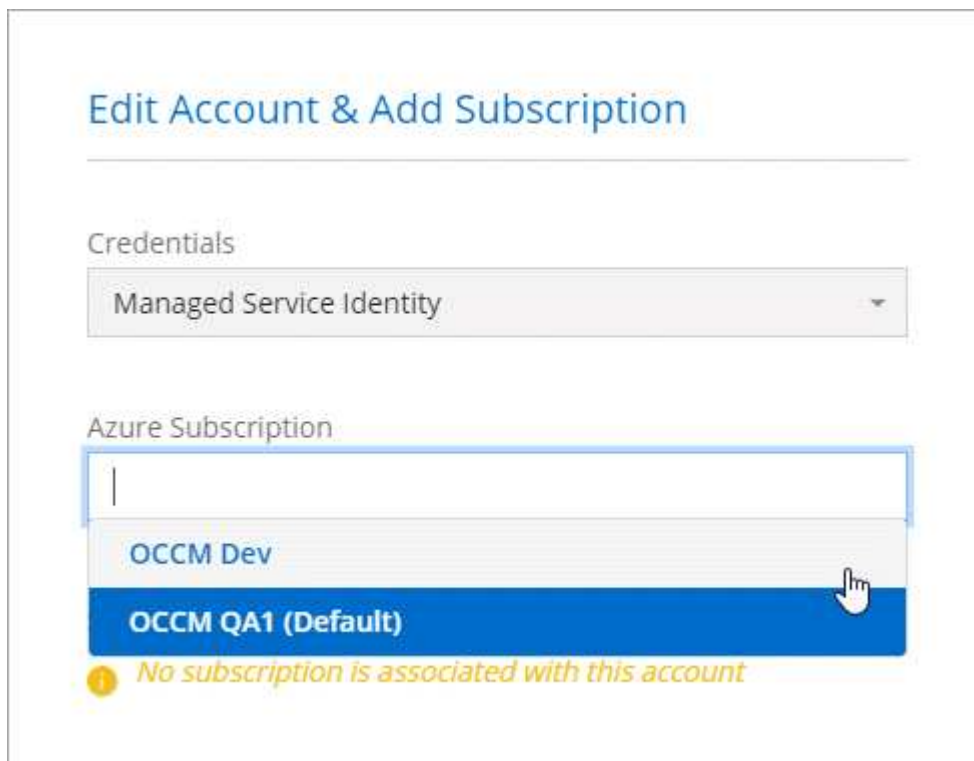 Edit Account & Add Subscription
Credentials
Managed Service Identity
Azure Subscription
OCCM Dev
OCCM QA1 (Default)
No subscription is associated with this account